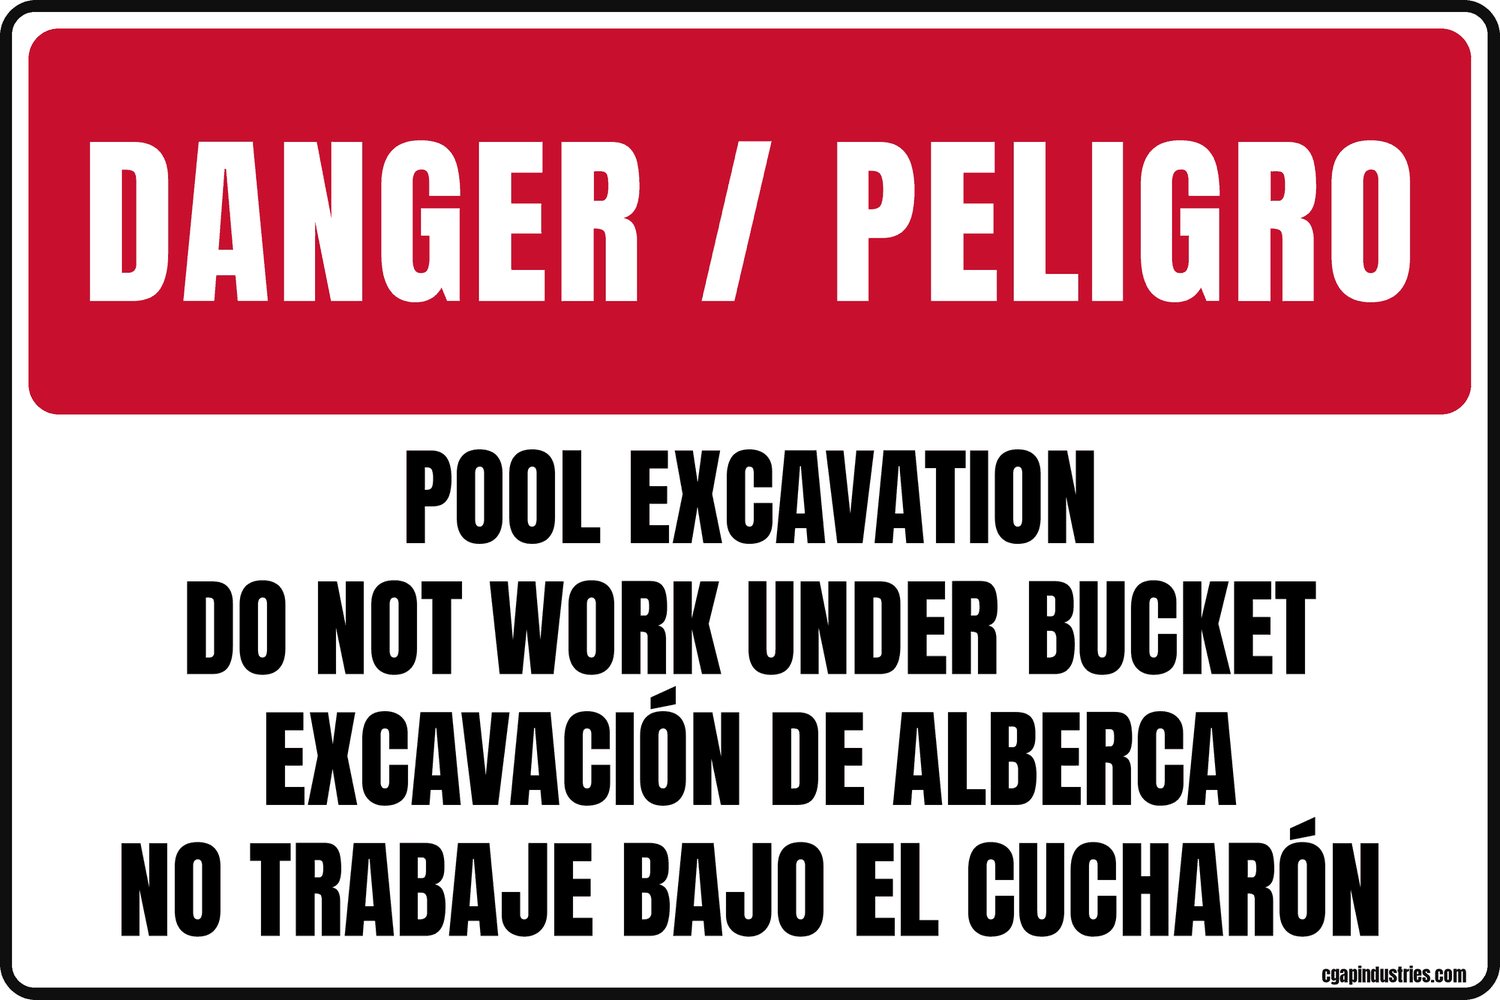 DANGER / PELIGRO
POOL EXCAVATION
DO NOT WORK UNDER BUCKET
EXCAVACIÓN DE ALBERCA
NO TRABAJE BAJO EL CUCHARÓN
cgapindustries.com